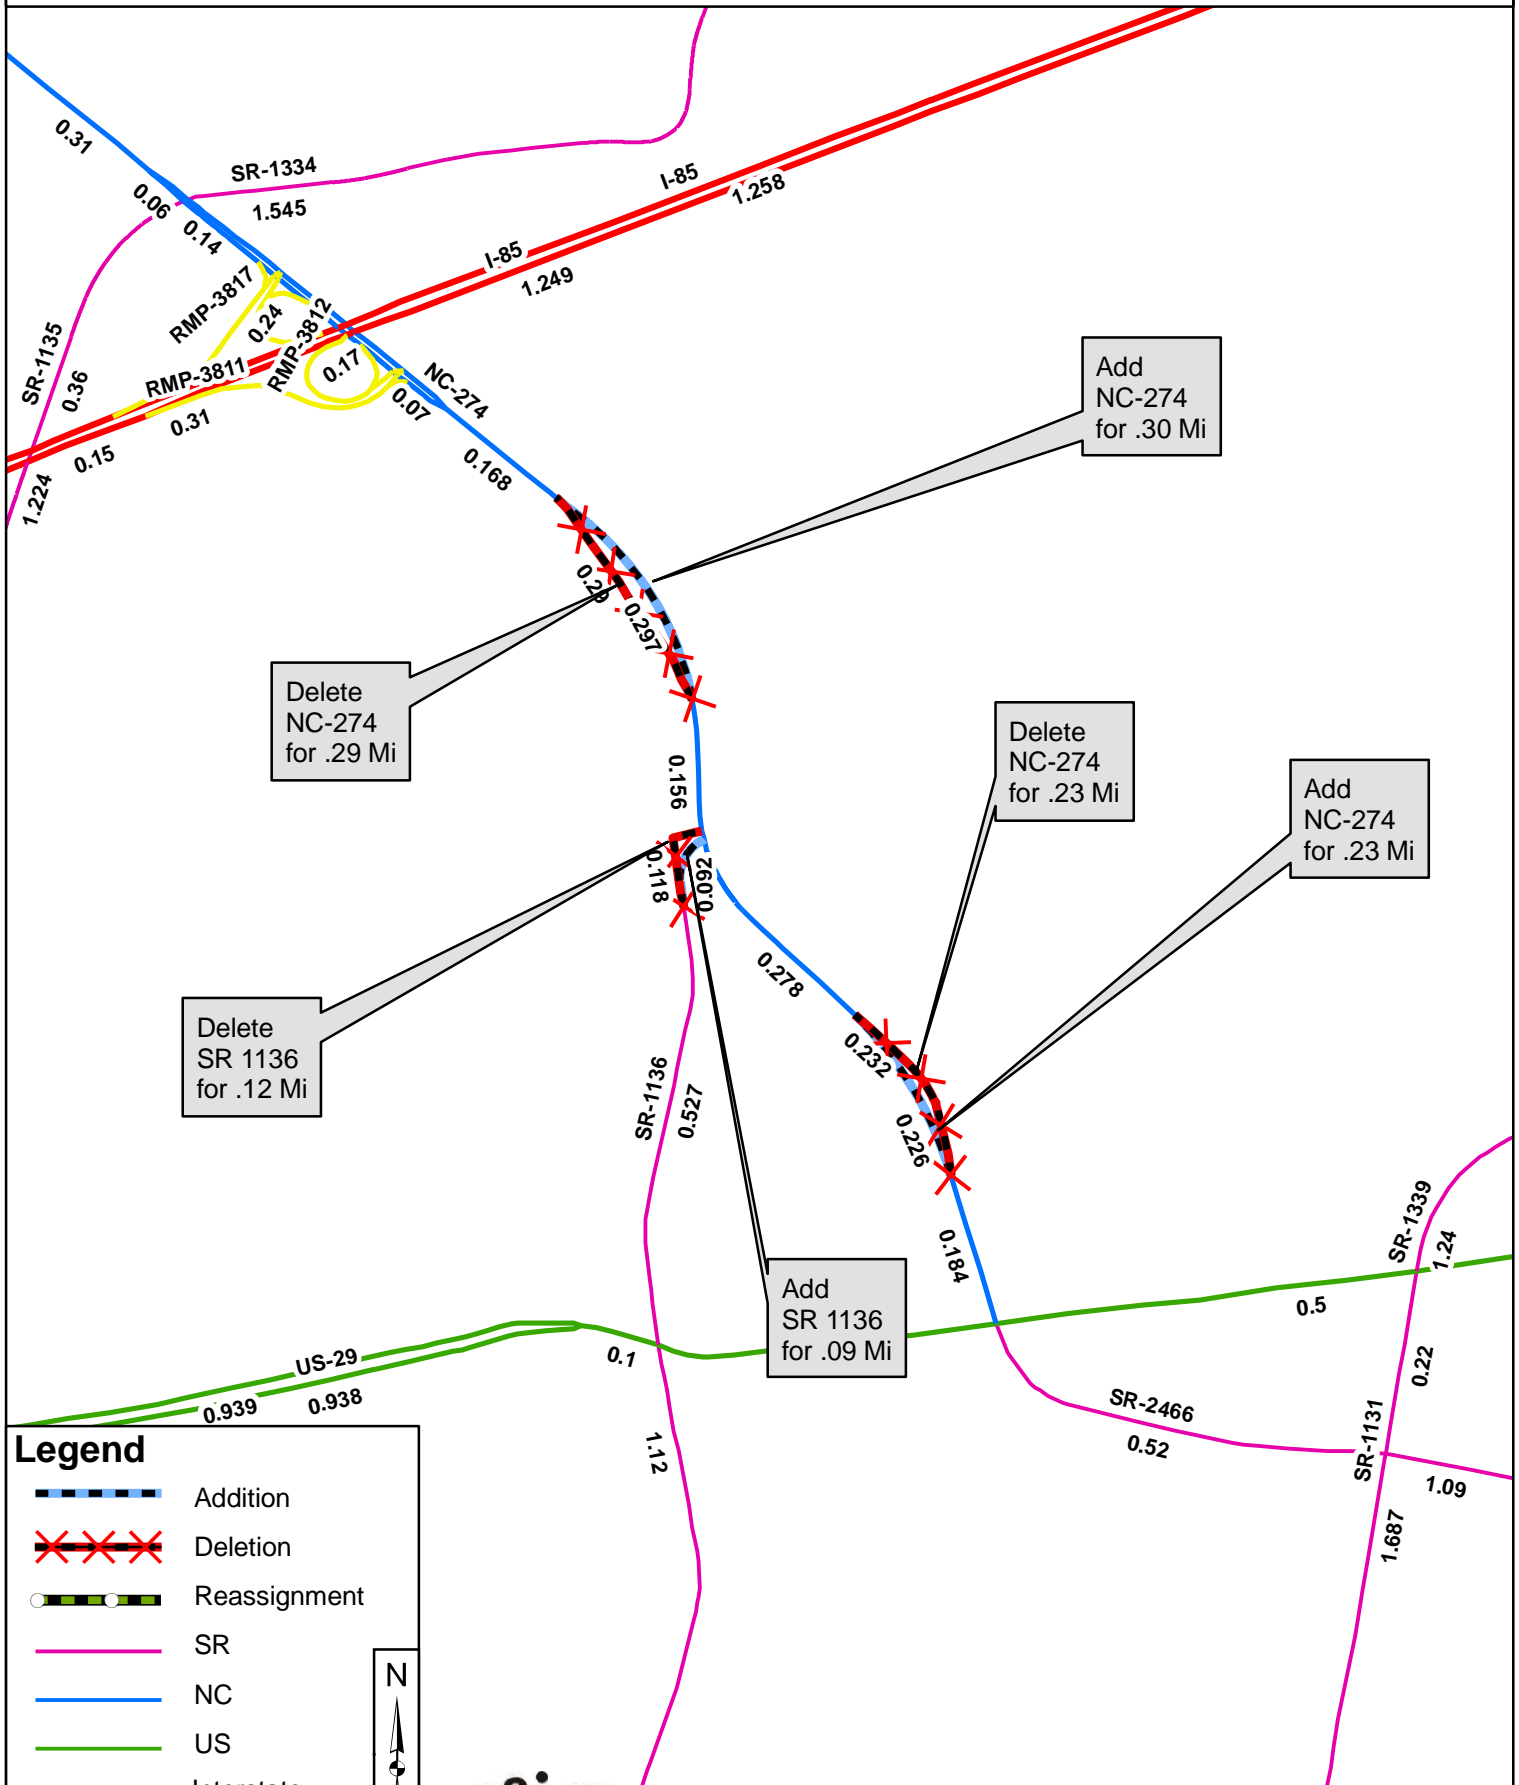 0.31
SR-1334
1.545
0.06
0.14
I-85
1.258
I-85
1.249
RMP-3817
0.24
RMP-3812
SR-1135
0.36
RMP-3811
0.17
0.31
0.15
1.224
NC-274
0.07
0.168
Add
NC-274
for .30 Mi
0.29
0.297
Delete
NC-274
for .29 Mi
0.156
Delete
NC-274
for .23 Mi
Add
NC-274
for .23 Mi
0.118
0.092
0.278
Delete
SR 1136
for .12 Mi
0.232
0.226
SR-1136
0.527
0.184
Add
SR 1136
for .09 Mi
SR-1339
1.24
0.5
0.22
US-29
0.939
0.938
0.1
1.12
SR-2466
0.52
SR-1131
1.09
1.687
Legend
Addition
Deletion
Reassignment
SR
NC
US
Interstate
N